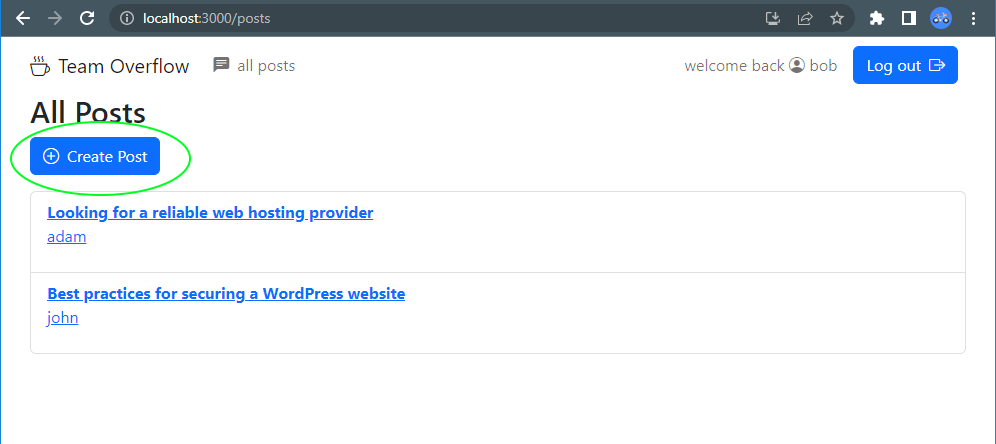 localhost:3000/posts
Team Overflow all posts welcome back bob Log out
All Posts
Create Post
Looking for a reliable web hosting provider
adam
Best practices for securing a WordPress website
john